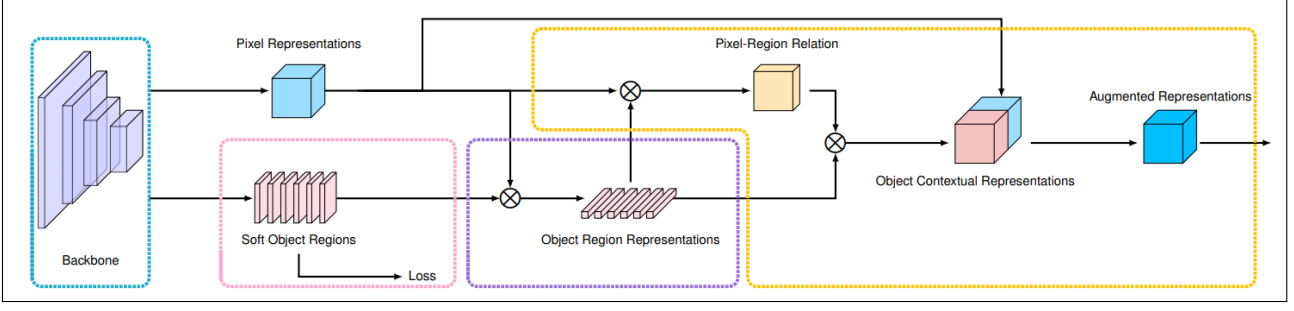 Pixel Representations
Pixel-Region Relation
Augmented Representations
Object Contextual Representations
Soft Object Regions
Object Region Representations
Backbone
Loss